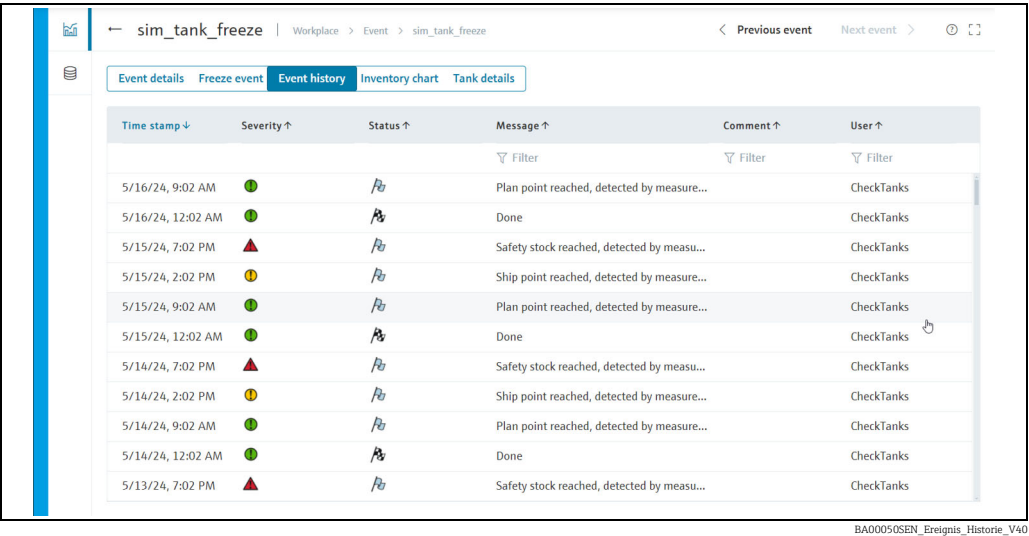 ← sim_tank_freeze | Workplace > Event > sim_tank_freeze < Previous event Next event >
Event details Freeze event Event history Inventory chart Tank details
Time stamp ↓ Severity ↑ Status ↑ Message ↑ Comment ↑ User ↑
Filter Filter Filter
5/16/24, 9:02 AM Plan point reached, detected by measure... CheckTanks
5/16/24, 12:02 AM Done CheckTanks
5/15/24, 7:02 PM Safety stock reached, detected by measu... CheckTanks
5/15/24, 2:02 PM Ship point reached, detected by measure... CheckTanks
5/15/24, 9:02 AM Plan point reached, detected by measure... CheckTanks
5/15/24, 12:02 AM Done CheckTanks
5/14/24, 7:02 PM Safety stock reached, detected by measu... CheckTanks
5/14/24, 2:02 PM Ship point reached, detected by measure... CheckTanks
5/14/24, 9:02 AM Plan point reached, detected by measure... CheckTanks
5/14/24, 12:02 AM Done CheckTanks
5/13/24, 7:02 PM Safety stock reached, detected by measu... CheckTanks
BA00050SEN_Ereignis_Historie_V40